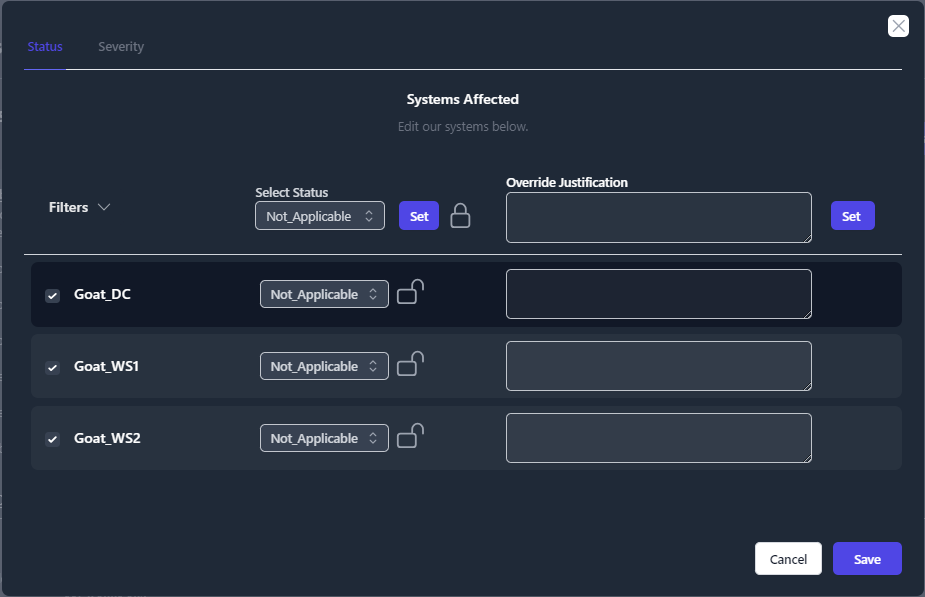 Status
Severity
Systems Affected
Edit our systems below.
Filters
Select Status
Not_Applicable
Set
Override Justification
Set
Goat_DC
Not_Applicable
Goat_WS1
Not_Applicable
Goat_WS2
Not_Applicable
Cancel
Save